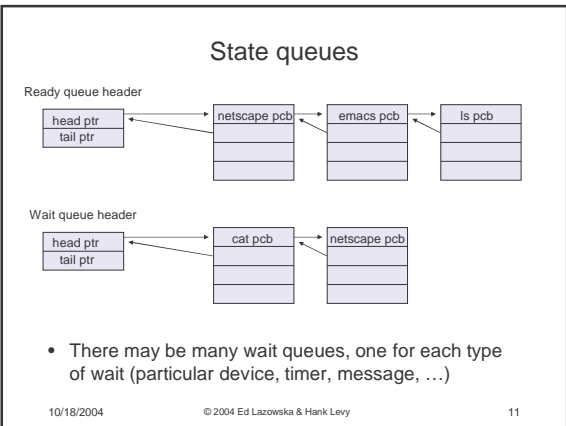 State queues
Ready queue header
head ptr
tail ptr
netscape pcb
emacs pcb
ls pcb
Wait queue header
head ptr
tail ptr
cat pcb
netscape pcb
• There may be many wait queues, one for each type
of wait (particular device, timer, message, …)
10/18/2004 © 2004 Ed Lazowska & Hank Levy 11